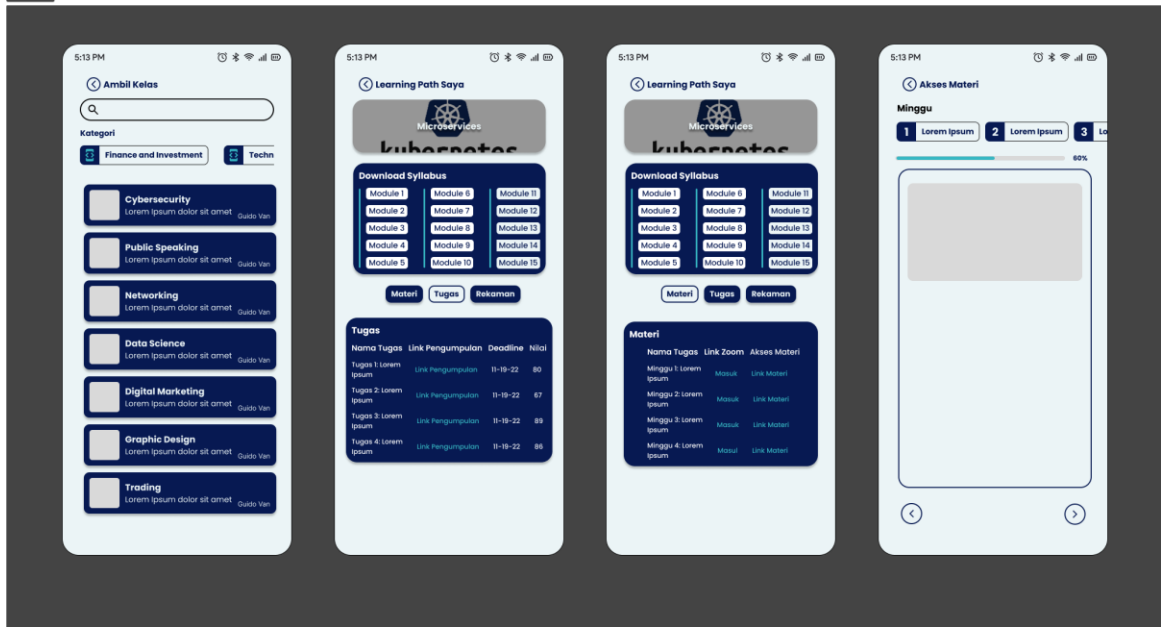 5:13 PM
Ambil Kelas
Kategori
Finance and Investment
Techn
Cybersecurity
Lorem Ipsum dolor sit amet
Guido Van
Public Speaking
Lorem Ipsum dolor sit amet
Guido Van
Networking
Lorem Ipsum dolor sit amet
Guido Van
Data Science
Lorem Ipsum dolor sit amet
Guido Van
Digital Marketing
Lorem Ipsum dolor sit amet
Guido Van
Graphic Design
Lorem Ipsum dolor sit amet
Guido Van
Trading
Lorem Ipsum dolor sit amet
Guido Van
5:13 PM
Learning Path Saya
Microservices
kubernetes
Download Syllabus
Module 1 Module 6 Module 11
Module 2 Module 7 Module 12
Module 3 Module 8 Module 13
Module 4 Module 9 Module 14
Module 5 Module 10 Module 15
Materi Tugas Rekaman
Tugas
Nama Tugas Link Pengumpulan Deadline Nilai
Tugas 1: Lorem Ipsum Link Pengumpulan 11-19-22 80
Tugas 2: Lorem Ipsum Link Pengumpulan 11-19-22 67
Tugas 3: Lorem Ipsum Link Pengumpulan 11-19-22 89
Tugas 4: Lorem Ipsum Link Pengumpulan 11-19-22 86
5:13 PM
Learning Path Saya
Microservices
kubernetes
Download Syllabus
Module 1 Module 6 Module 11
Module 2 Module 7 Module 12
Module 3 Module 8 Module 13
Module 4 Module 9 Module 14
Module 5 Module 10 Module 15
Materi Tugas Rekaman
Materi
Nama Tugas Link Zoom Akses Materi
Minggu 1: Lorem Ipsum Masuk Link Materi
Minggu 2: Lorem Ipsum Masuk Link Materi
Minggu 3: Lorem Ipsum Masuk Link Materi
Minggu 4: Lorem Ipsum Masul Link Materi
5:13 PM
Akses Materi
Minggu
1 Lorem Ipsum 2 Lorem Ipsum 3 Lo
60%